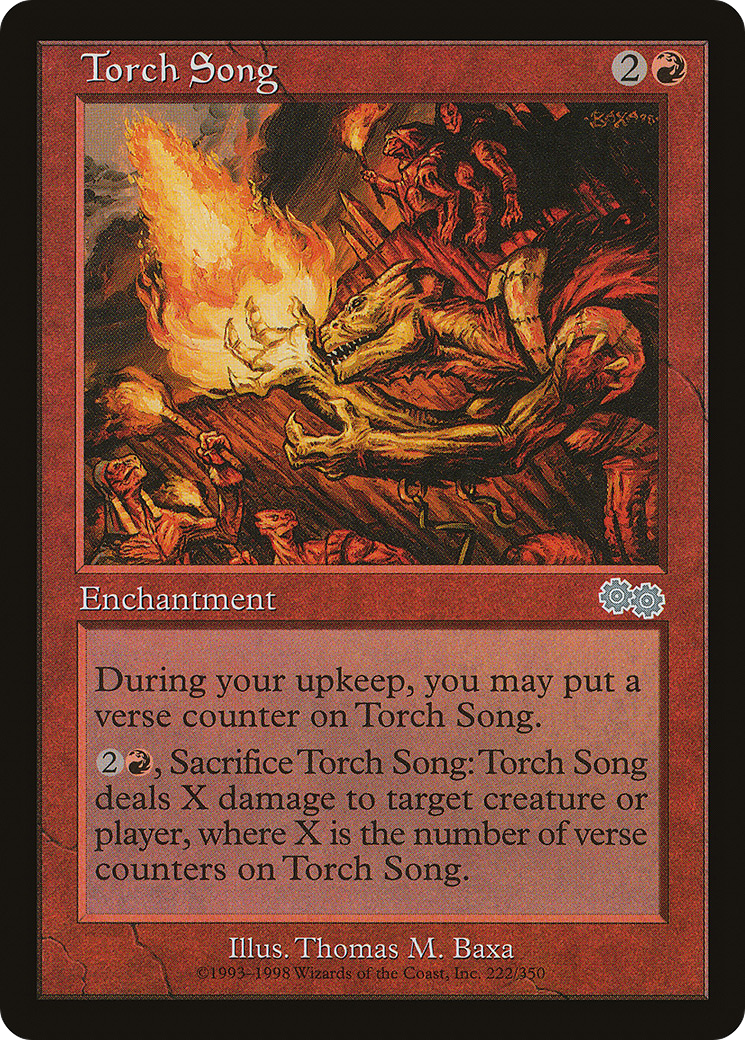 Torch Song 2
BAXA 98
Enchantment
During your upkeep, you may put a
verse counter on Torch Song.
2, Sacrifice Torch Song: Torch Song
deals X damage to target creature or
player, where X is the number of verse
counters on Torch Song.
Illus. Thomas M. Baxa
©1993–1998 Wizards of the Coast, Inc. 222/350